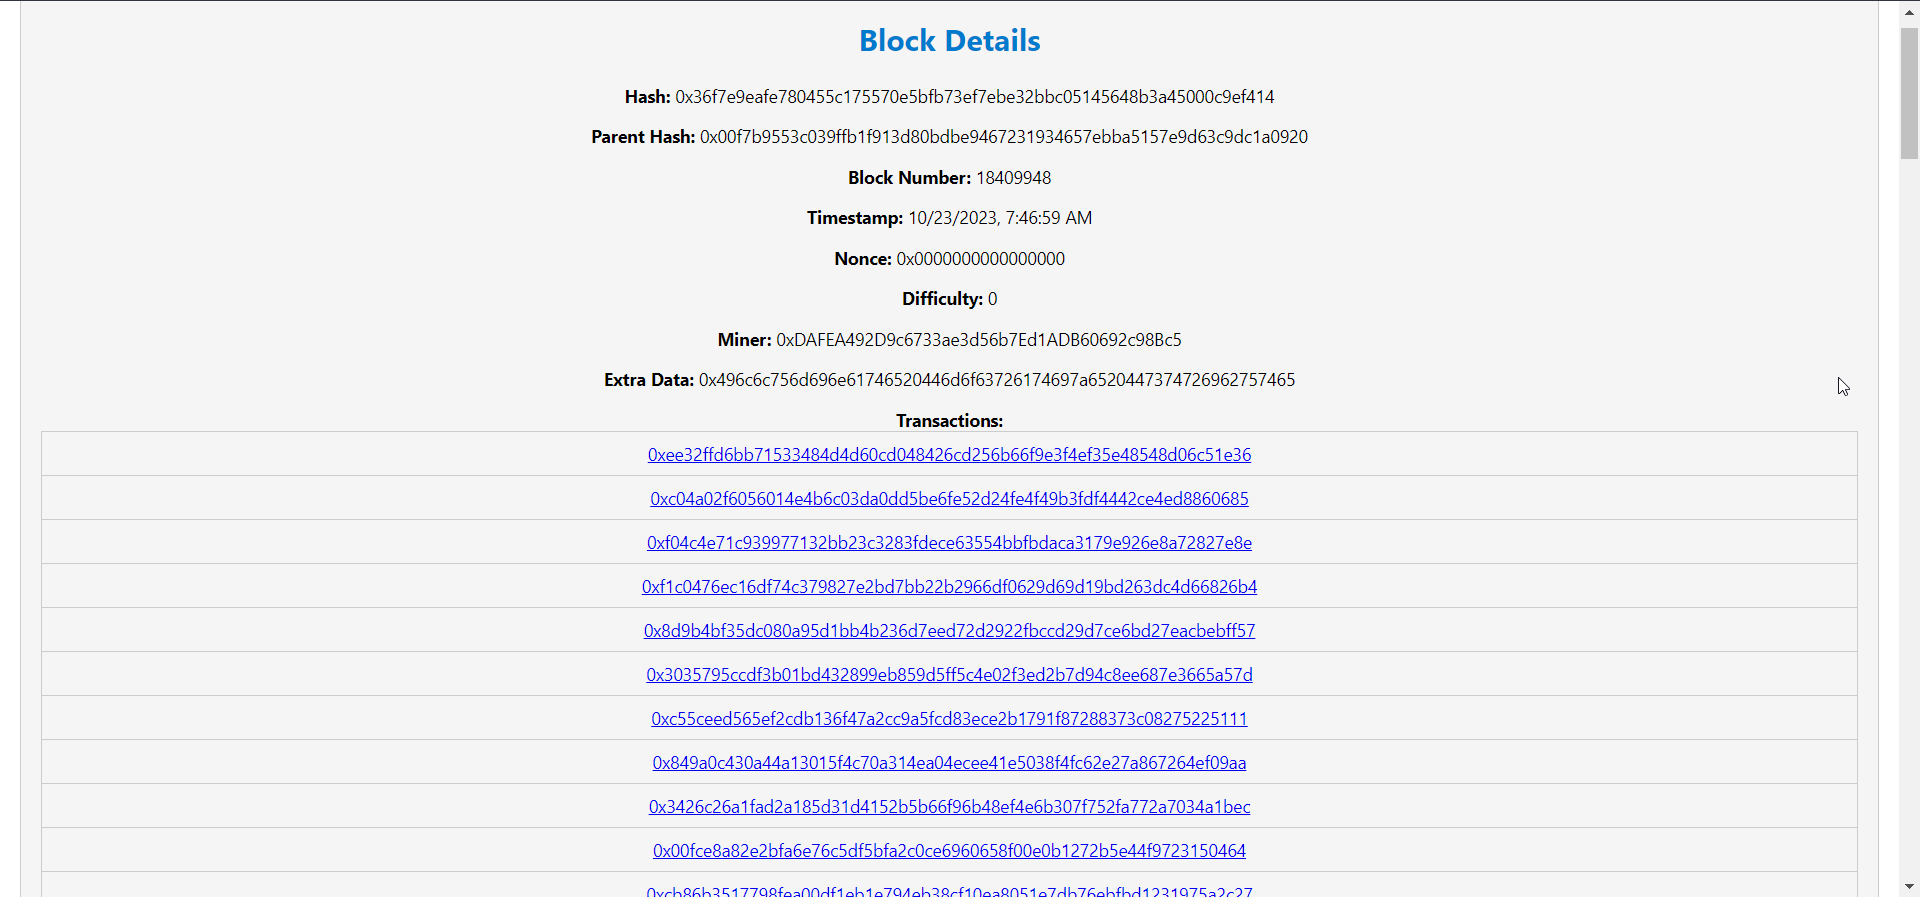 Block Details
Hash: 0x36f7e9eafe780455c175570e5bfb73ef7ebe32bbc05145648b3a45000c9ef414
Parent Hash: 0x00f7b9553c039ffb1f913d80bdbe9467231934657ebba5157e9d63c9dc1a0920
Block Number: 18409948
Timestamp: 10/23/2023, 7:46:59 AM
Nonce: 0x0000000000000000
Difficulty: 0
Miner: 0xDAFEA492D9c6733ae3d56b7Ed1ADB60692c98Bc5
Extra Data: 0x496c6c756d696e61746520446d6f63726174697a6520447374726962757465
Transactions:
0xee32ffd6bb71533484d4d60cd048426cd256b66f9e3f4ef35e48548d06c51e36
0xc04a02f6056014e4b6c03da0dd5be6fe52d24fe4f49b3fdf4442ce4ed8860685
0xf04c4e71c939977132bb23c3283fdece63554bbfbdaca3179e926e8a72827e8e
0xf1c0476ec16df74c379827e2bd7bb22b2966df0629d69d19bd263dc4d66826b4
0x8d9b4bf35dc080a95d1bb4b236d7eed72d2922fbccd29d7ce6bd27eacbebff57
0x3035795ccdf3b01bd432899eb859d5ff5c4e02f3ed2b7d94c8ee687e3665a57d
0xc55ceed565ef2cdb136f47a2cc9a5fcd83ece2b1791f87288373c08275225111
0x849a0c430a44a13015f4c70a314ea04ecee41e5038f4fc62e27a867264ef09aa
0x3426c26a1fad2a185d31d4152b5b66f96b48ef4e6b307f752fa772a7034a1bec
0x00fce8a82e2bfa6e76c5df5bfa2c0ce6960658f00e0b1272b5e44f9723150464
0xcb86b3517798fea00df1eb1e794eb38cf10ea8051e7db76ebfbd1231975a2c27